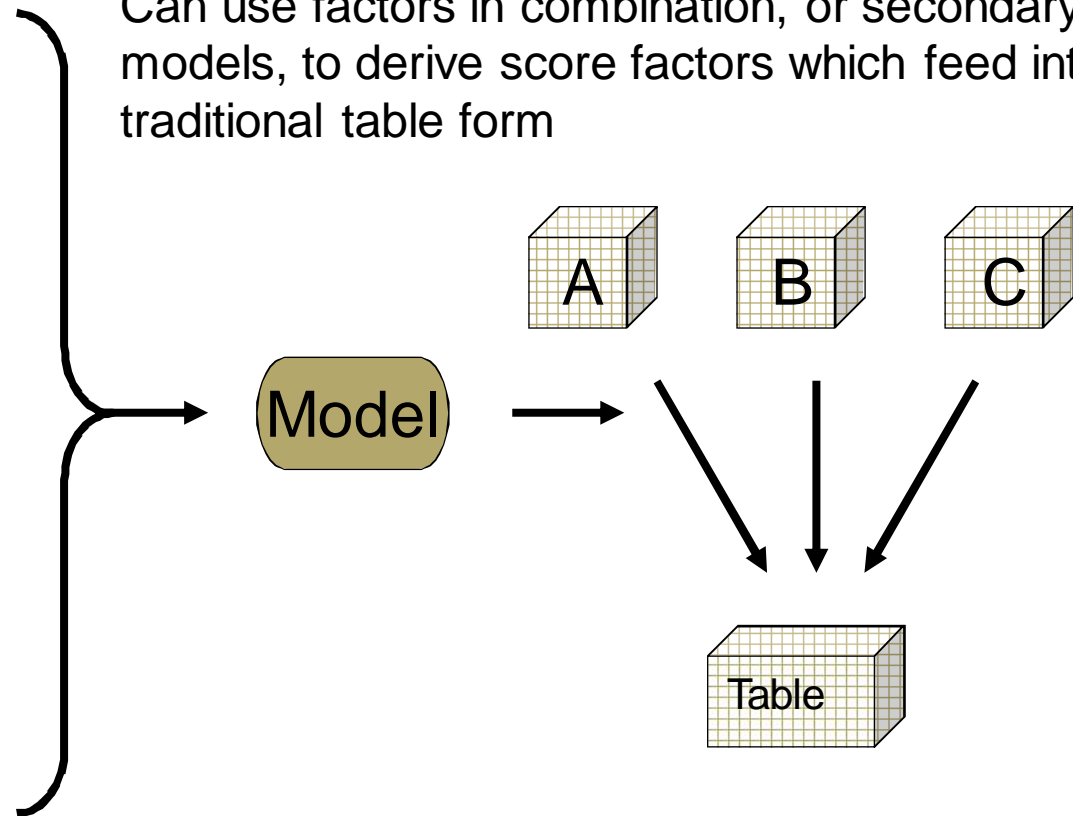 Can use factors in combination, or secondary
models, to derive score factors which feed int
traditional table form
A B C
Model
Table